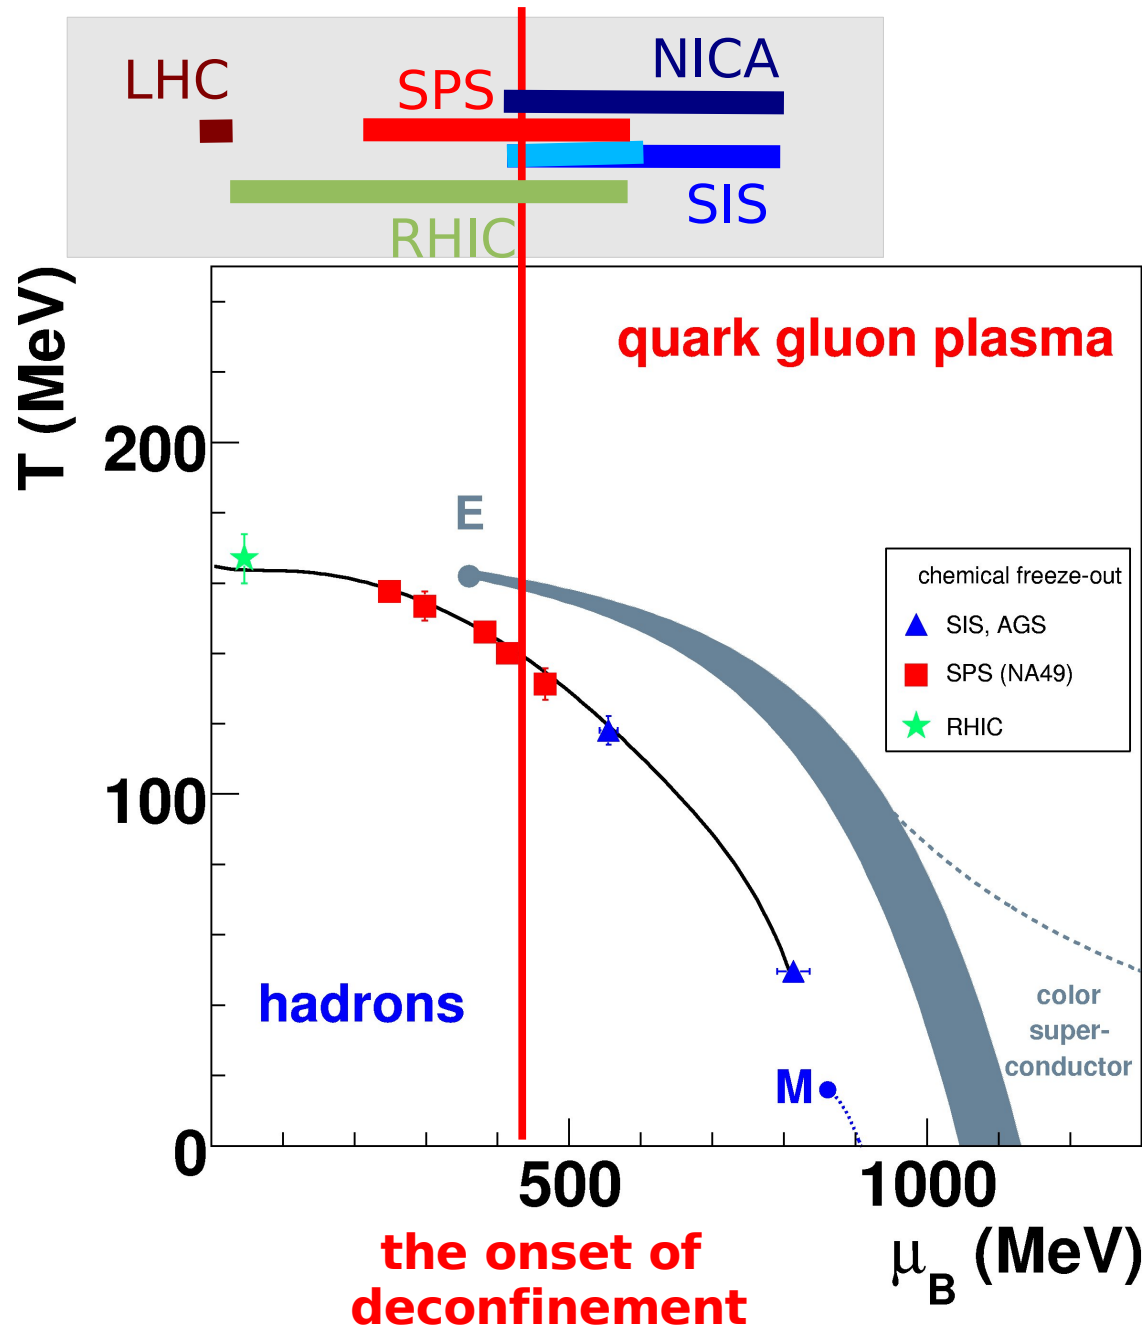 NICA
LHC
SPS
SIS
RHIC
T (MeV)
quark gluon plasma
200
E
chemical freeze-out
SIS, AGS
SPS (NA49)
RHIC
100
hadrons
color
super-
conductor
M
0
500
1000
the onset of
deconfinement
μB (MeV)